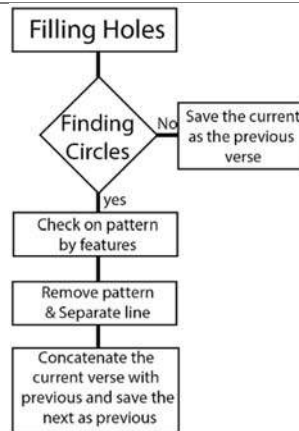 Filling Holes
Finding
Circles
No
Save the current
as the previous
verse
yes
Check on pattern
by features
Remove pattern
& Separate line
Concatenate the
current verse with
previous and save the
next as previous